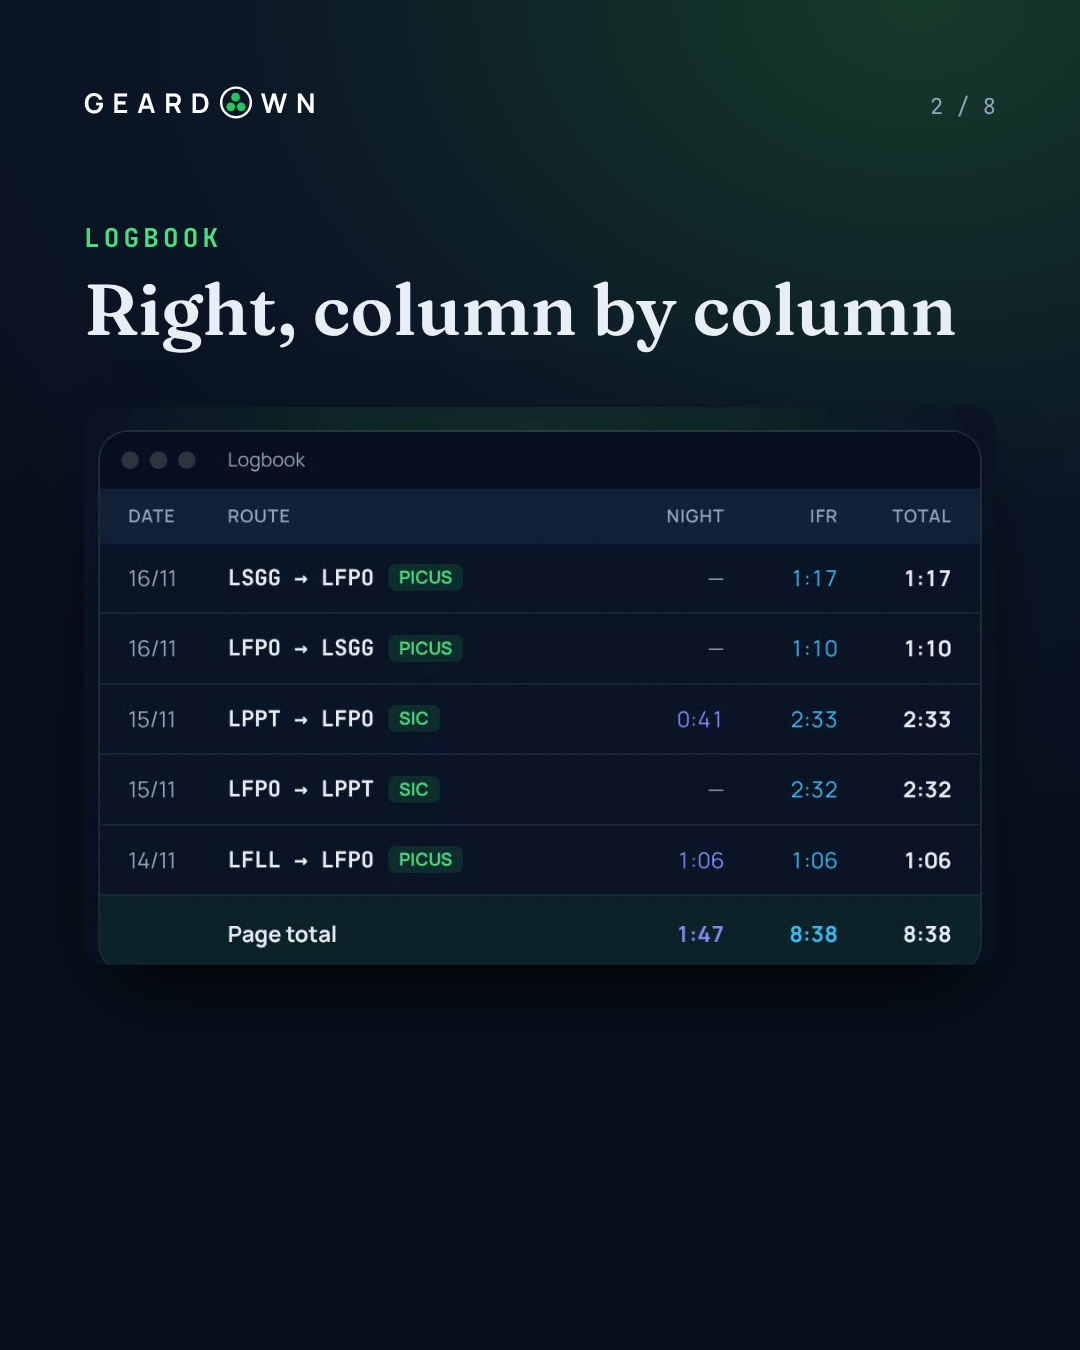 GEARDOWN
2 / 8
LOGBOOK
Right, column by column
Logbook
DATE ROUTE NIGHT IFR TOTAL
16/11 LSGG → LFPO PICUS — 1:17 1:17
16/11 LFPO → LSGG PICUS — 1:10 1:10
15/11 LPPT → LFPO SIC 0:41 2:33 2:33
15/11 LFPO → LPPT SIC — 2:32 2:32
14/11 LFLL → LFPO PICUS 1:06 1:06 1:06
Page total 1:47 8:38 8:38